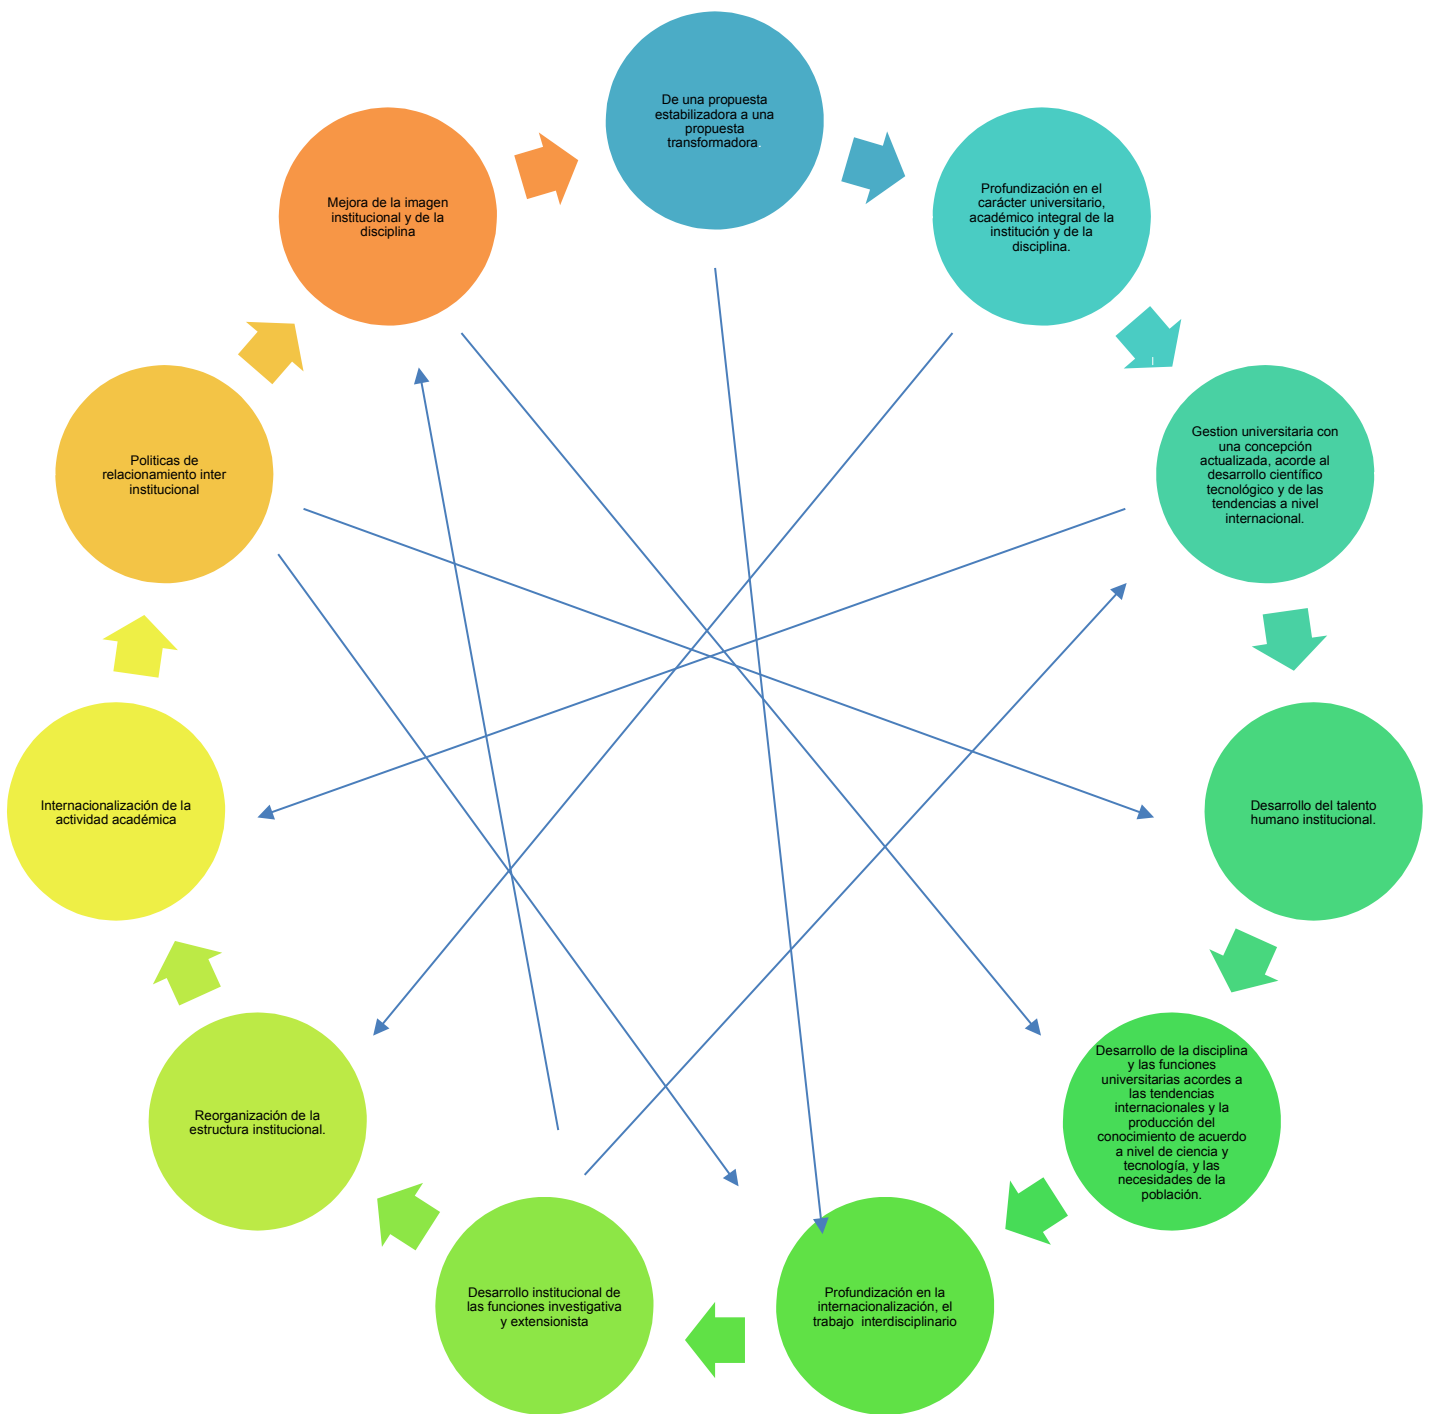 De una propuesta
estabilizadora a una
propuesta
transformadora.
Profundización en el
carácter universitario,
académico integral de la
institución y de la
disciplina.
Gestion universitaria con
una concepción
actualizada, acorde al
desarrollo científico
tecnológico y de las
tendencias a nivel
internacional.
Desarrollo del talento
humano institucional.
Desarrollo de la disciplina
y las funciones
universitarias acordes a
las tendencias
internacionales y la
producción del
conocimiento de acuerdo
a nivel de ciencia y
tecnología, y las
necesidades de la
población.
Profundización en la
internacionalización, el
trabajo interdisciplinario
Desarrollo institucional de
las funciones investigativa
y extensionista
Reorganización de la
estructura institucional.
Internacionalización de la
actividad académica
Politicas de
relacionamiento inter
institucional
Mejora de la imagen
institucional y de la
disciplina